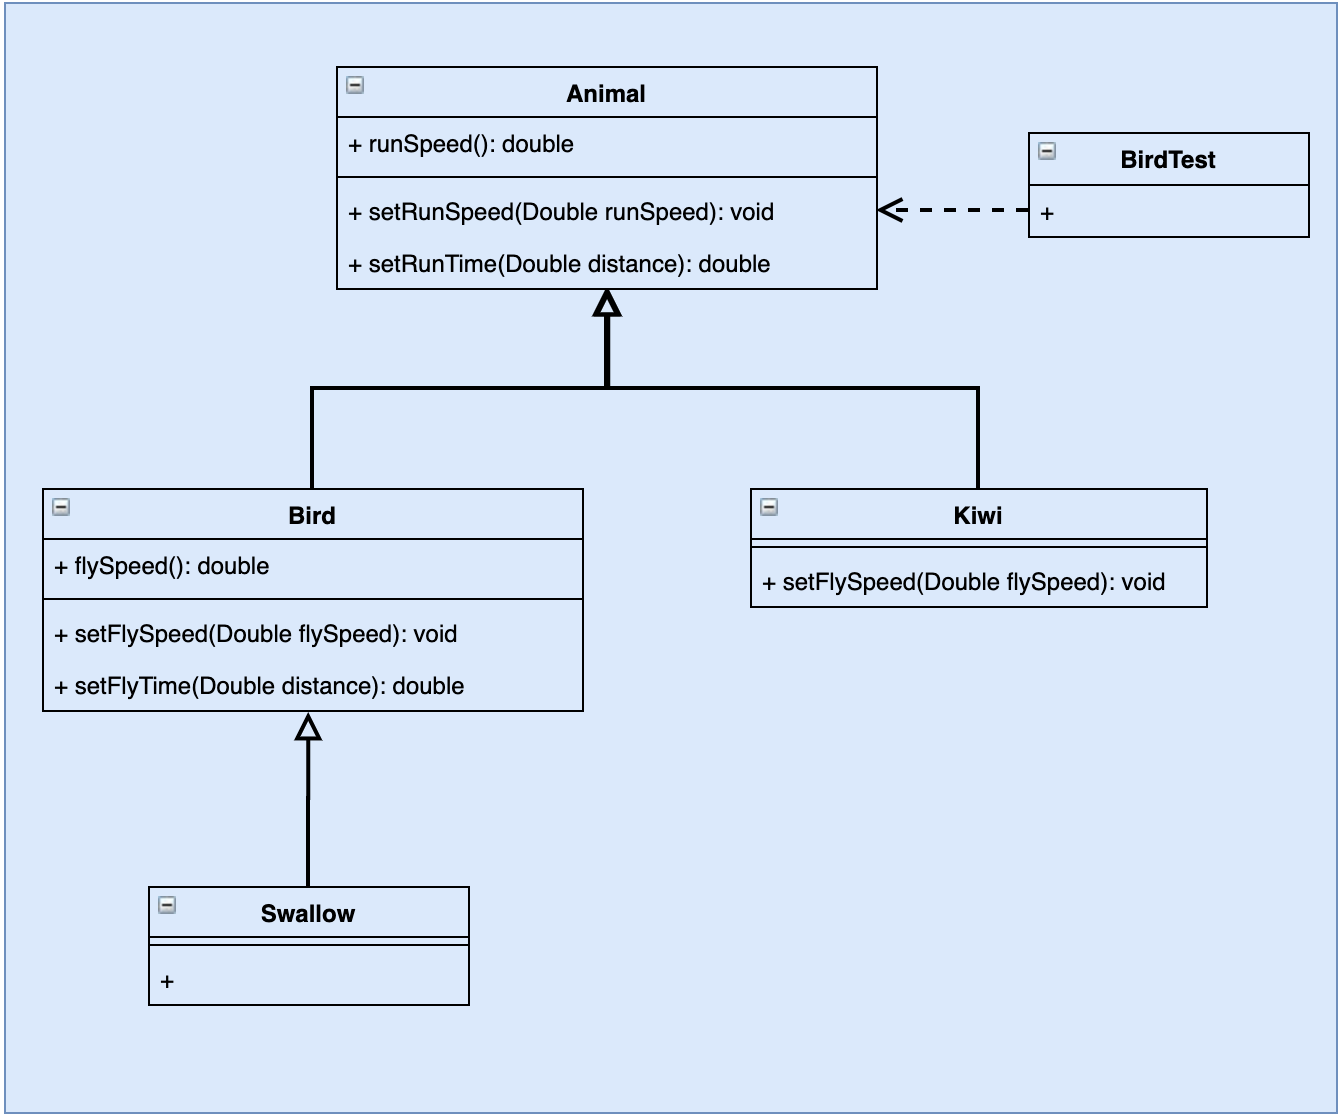 Animal
+ runSpeed(): double
+ setRunSpeed(Double runSpeed): void
+ setRunTime(Double distance): double
BirdTest
+
Bird
+ flySpeed(): double
+ setFlySpeed(Double flySpeed): void
+ setFlyTime(Double distance): double
Kiwi
+ setFlySpeed(Double flySpeed): void
Swallow
+